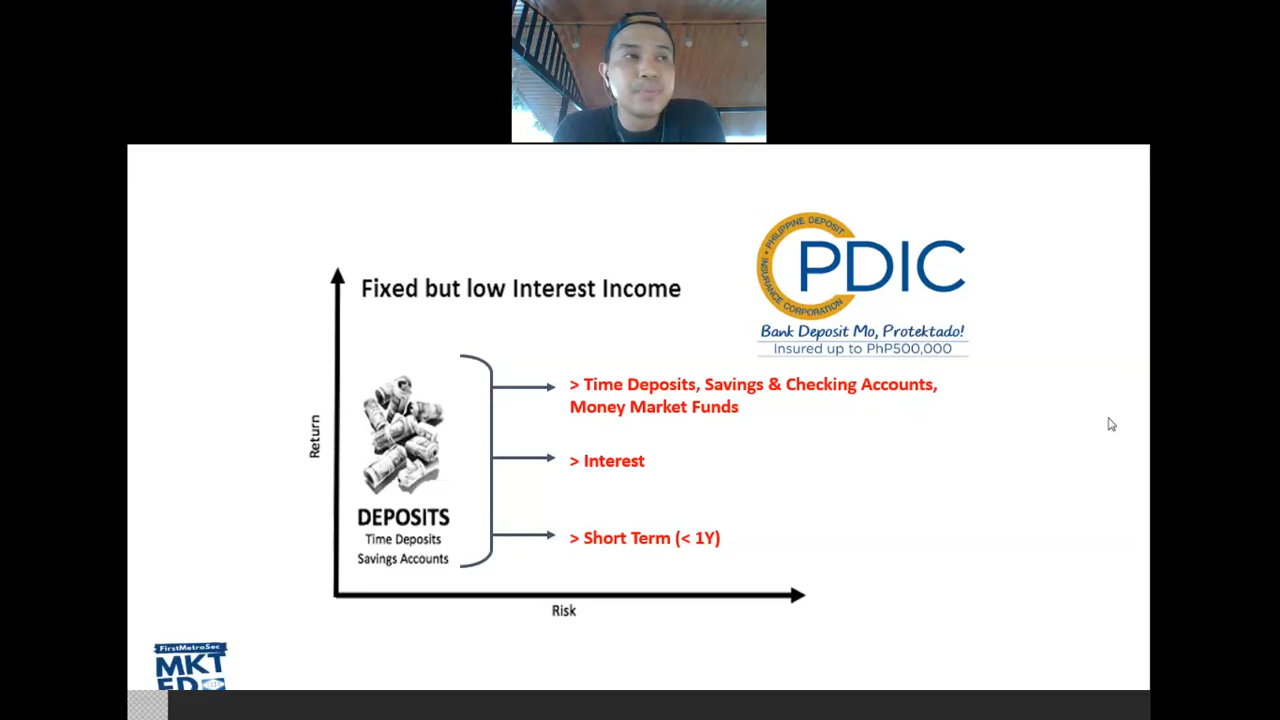 PHILIPPINE DEPOSIT
INSURANCE CORPORATION
PDIC
Bank Deposit Mo, Protektado!
Insured up to PhP500,000
Fixed but low Interest Income
> Time Deposits, Savings & Checking Accounts,
Money Market Funds
Return
> Interest
DEPOSITS
Time Deposits
Savings Accounts
> Short Term (< 1Y)
Risk
FirstMetroSec
MKT
ED